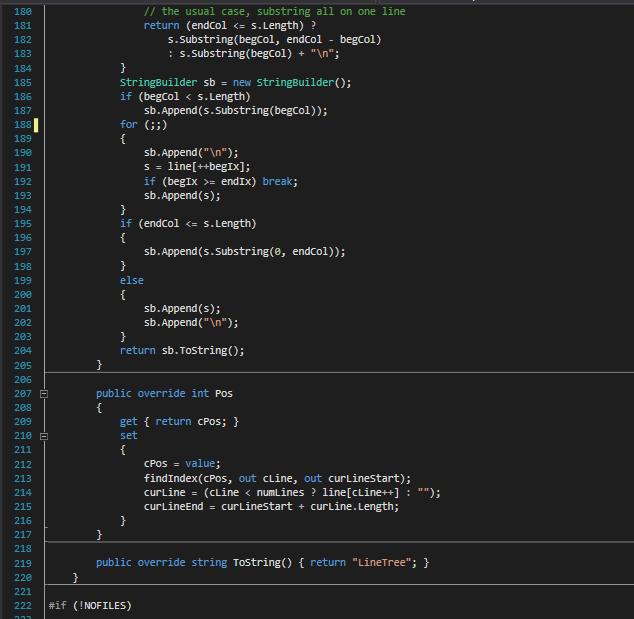 180                 // the usual case, substring all on one line
181                 return (endCol <= s.Length) ?
182                     s.Substring(begCol, endCol - begCol)
183                     : s.Substring(begCol) + "\n";
184             }
185             StringBuilder sb = new StringBuilder();
186             if (begCol < s.Length)
187                 sb.Append(s.Substring(begCol));
188             for (;;)
189             {
190                 sb.Append("\n");
191                 s = line[++begIx];
192                 if (begIx >= endIx) break;
193                 sb.Append(s);
194             }
195             if (endCol <= s.Length)
196             {
197                 sb.Append(s.Substring(0, endCol));
198             }
199             else
200             {
201                 sb.Append(s);
202                 sb.Append("\n");
203             }
204             return sb.ToString();
205         }
206
207         public override int Pos
208         {
209             get { return cPos; }
210             set
211             {
212                 cPos = value;
213                 findIndex(cPos, out cLine, out curLineStart);
214                 curLine = (cLine < numLines ? line[cLine++] : "");
215                 curLineEnd = curLineStart + curLine.Length;
216             }
217         }
218
219         public override string ToString() { return "LineTree"; }
220     }
221
222 #if (!NOFILES)